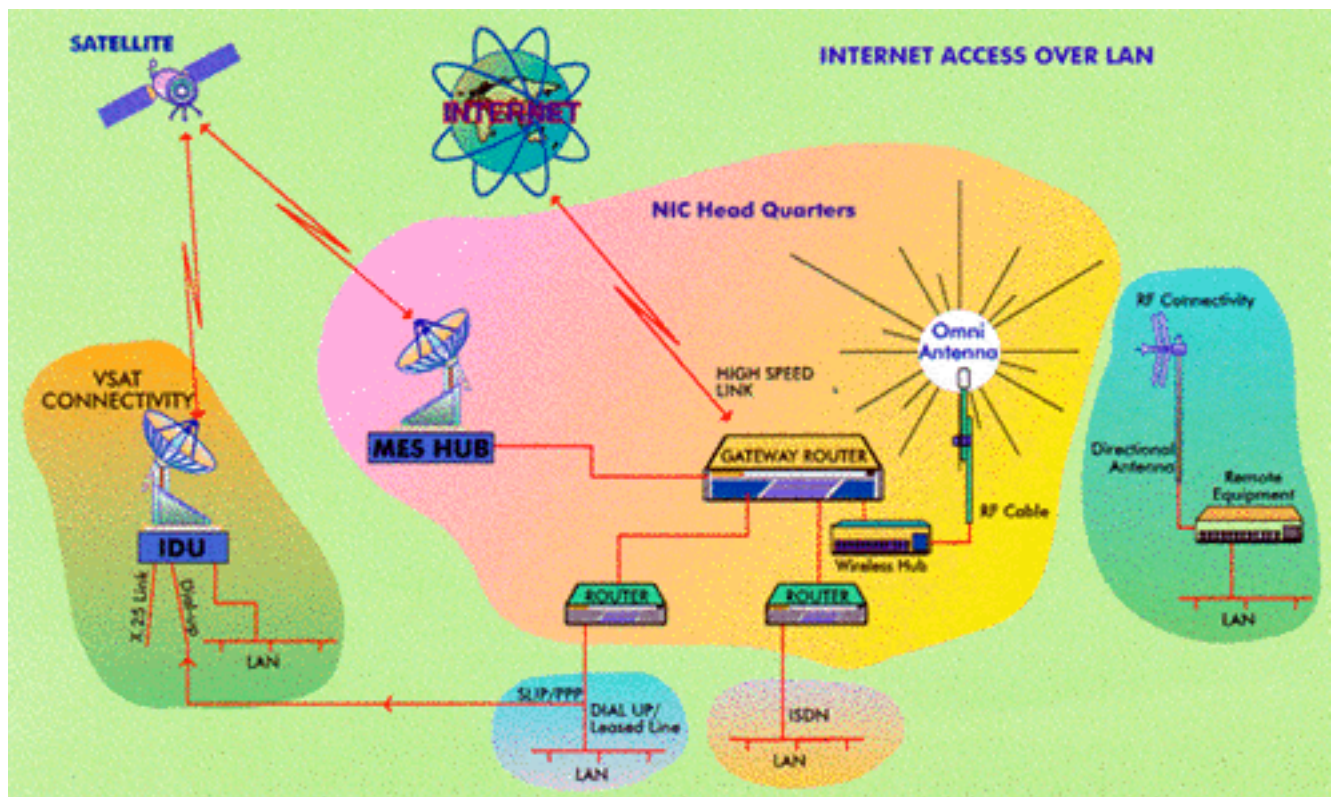 SATELLITE
INTERNET
INTERNET ACCESS OVER LAN
NIC Head Quarters
RF Connectivity
Omni
Antenna
VSAT
CONNECTIVITY
HIGH SPEED
LINK
MES HUB
GATEWAY ROUTER
Directional
Antenna
Remote
Equipment
RF Cable
IDU
Wireless Hub
X.25 Link
Dial-up
ROUTER
ROUTER
LAN
LAN
SLIP/PPP
DIAL UP/
Leased Line
ISDN
LAN
LAN